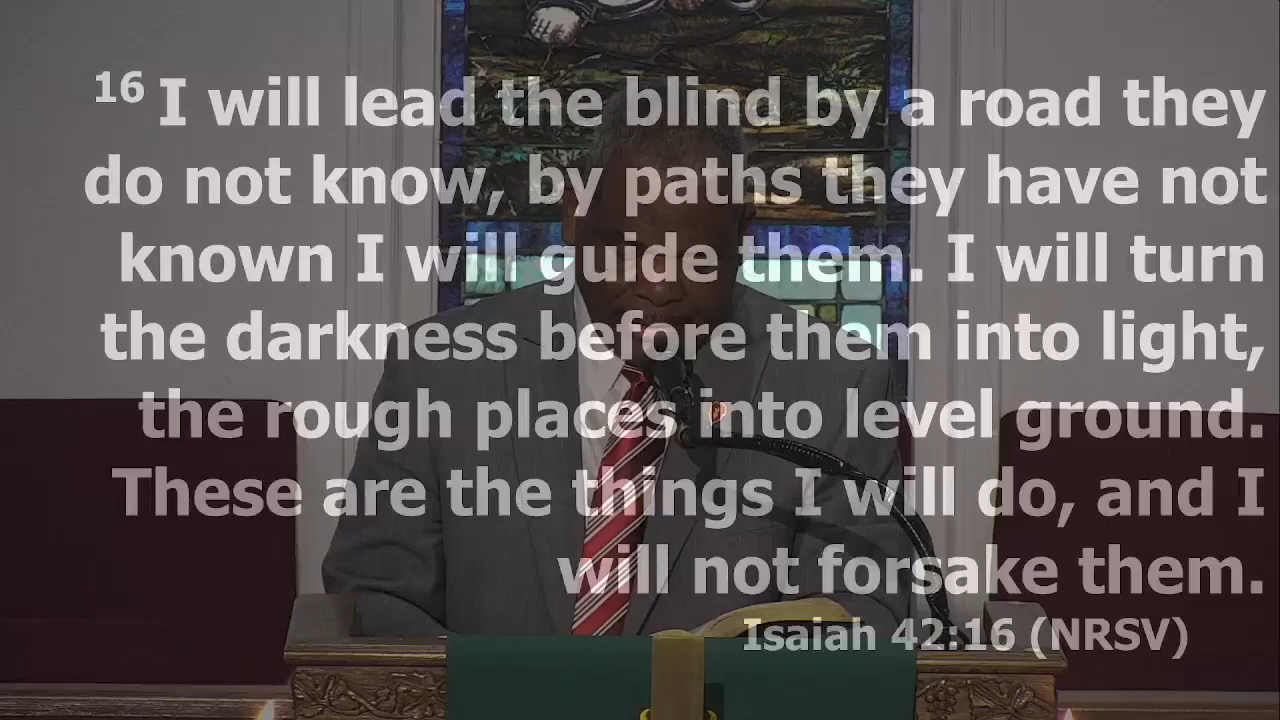 16 I will lead the blind by a road they
do not know, by paths they have not
known I will guide them. I will turn
the darkness before them into light,
the rough places into level ground.
These are the things I will do, and I
will not forsake them.
Isaiah 42:16 (NRSV)